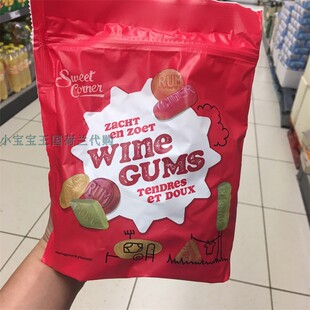 Sweet
Corner
ZACHT
en ZOET
WINE
GUMS
TENDRES
ET DOUX
小宝宝王国荷兰代购
RUM